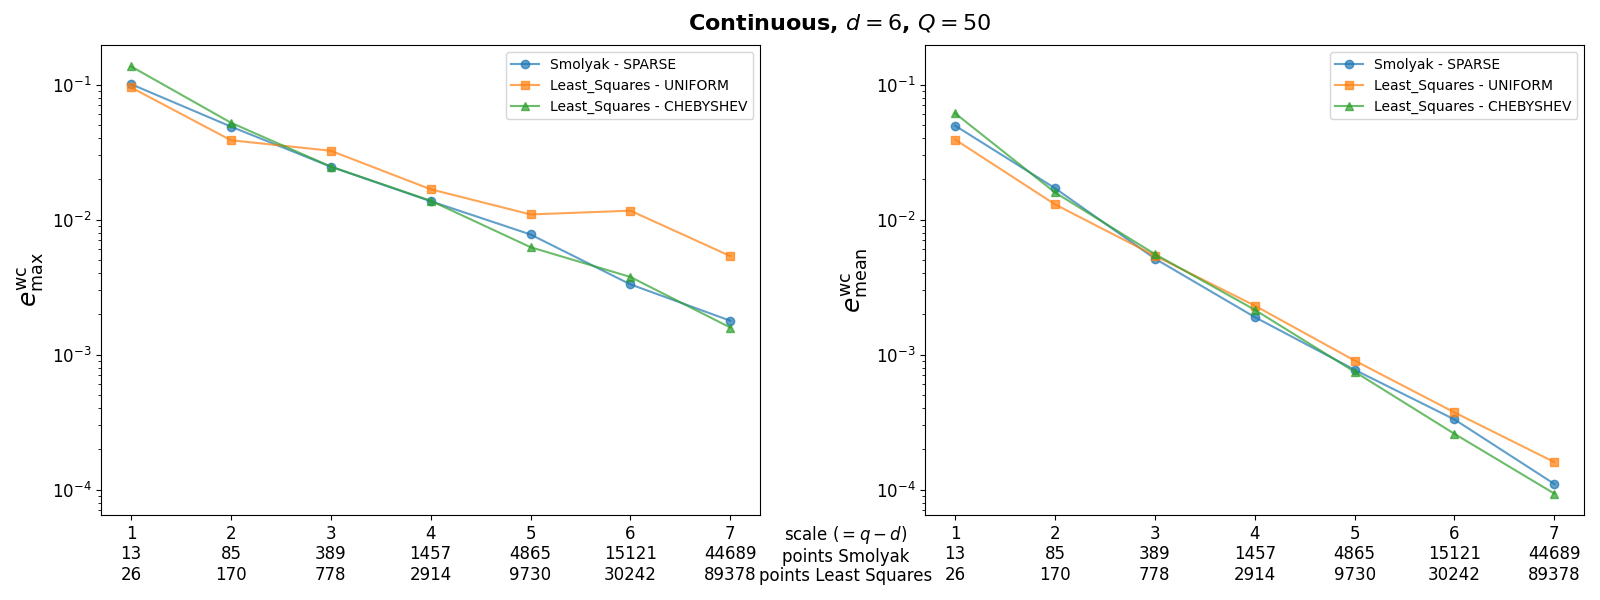 Continuous, d = 6, Q = 50
Smolyak - SPARSE
Least_Squares - UNIFORM
Least_Squares - CHEBYSHEV
10⁻¹
10⁻²
10⁻³
10⁻⁴
e^wc_max
1 2 3 4 5 6 7
13 85 389 1457 4865 15121 44689
26 170 778 2914 9730 30242 89378
scale (= q − d)
points Smolyak
points Least Squares
Smolyak - SPARSE
Least_Squares - UNIFORM
Least_Squares - CHEBYSHEV
10⁻¹
10⁻²
10⁻³
10⁻⁴
e^wc_mean
1 2 3 4 5 6 7
13 85 389 1457 4865 15121 44689
26 170 778 2914 9730 30242 89378